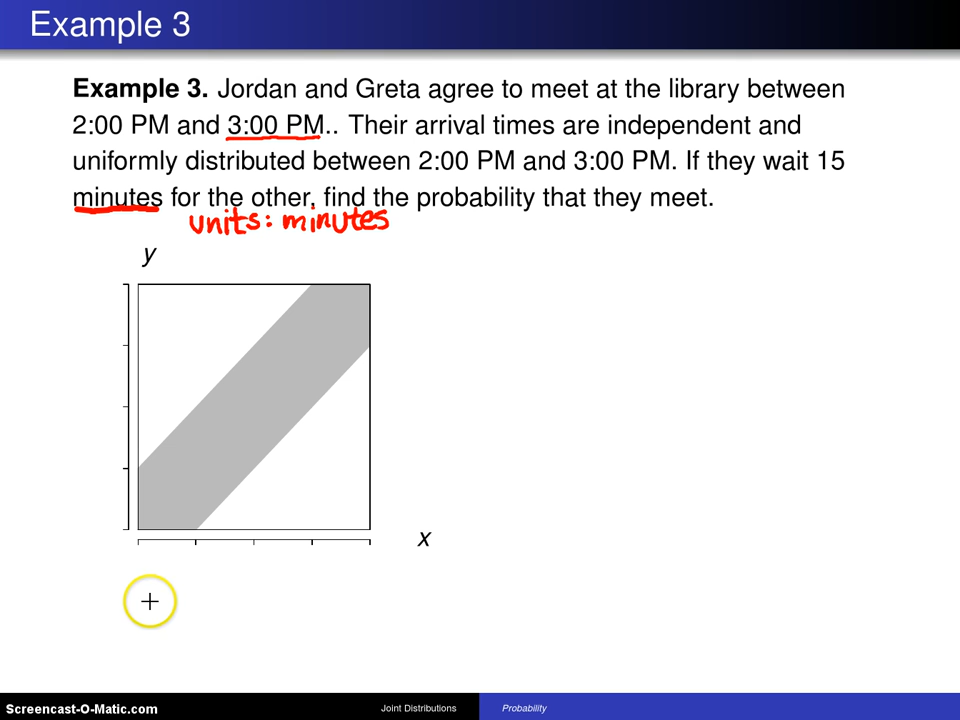 Example 3
Example 3. Jordan and Greta agree to meet at the library between
2:00 PM and 3:00 PM.. Their arrival times are independent and
uniformly distributed between 2:00 PM and 3:00 PM. If they wait 15
minutes for the other, find the probability that they meet.
units: minutes
y
x
Screencast-O-Matic.com
Joint Distributions
Probability